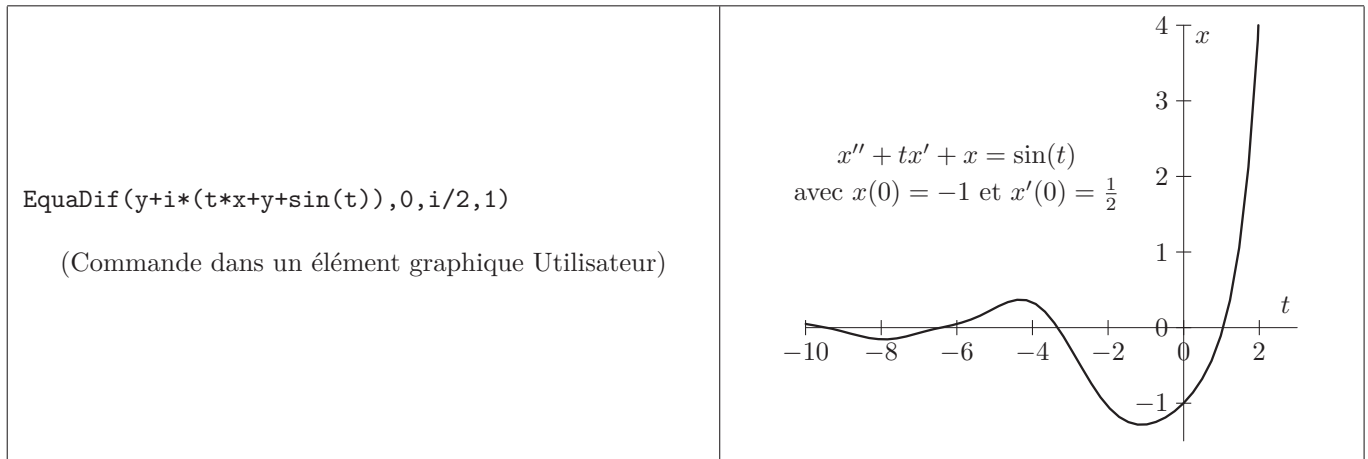 EquaDif(y+i*(t*x+y+sin(t)),0,i/2,1)
(Commande dans un élément graphique Utilisateur)
x
4
3
x′′ + tx′ + x = sin(t)
2
avec x(0) = −1 et x′(0) = 1/2
1
t
0
−10 −8 −6 −4 −2 0 2
−1